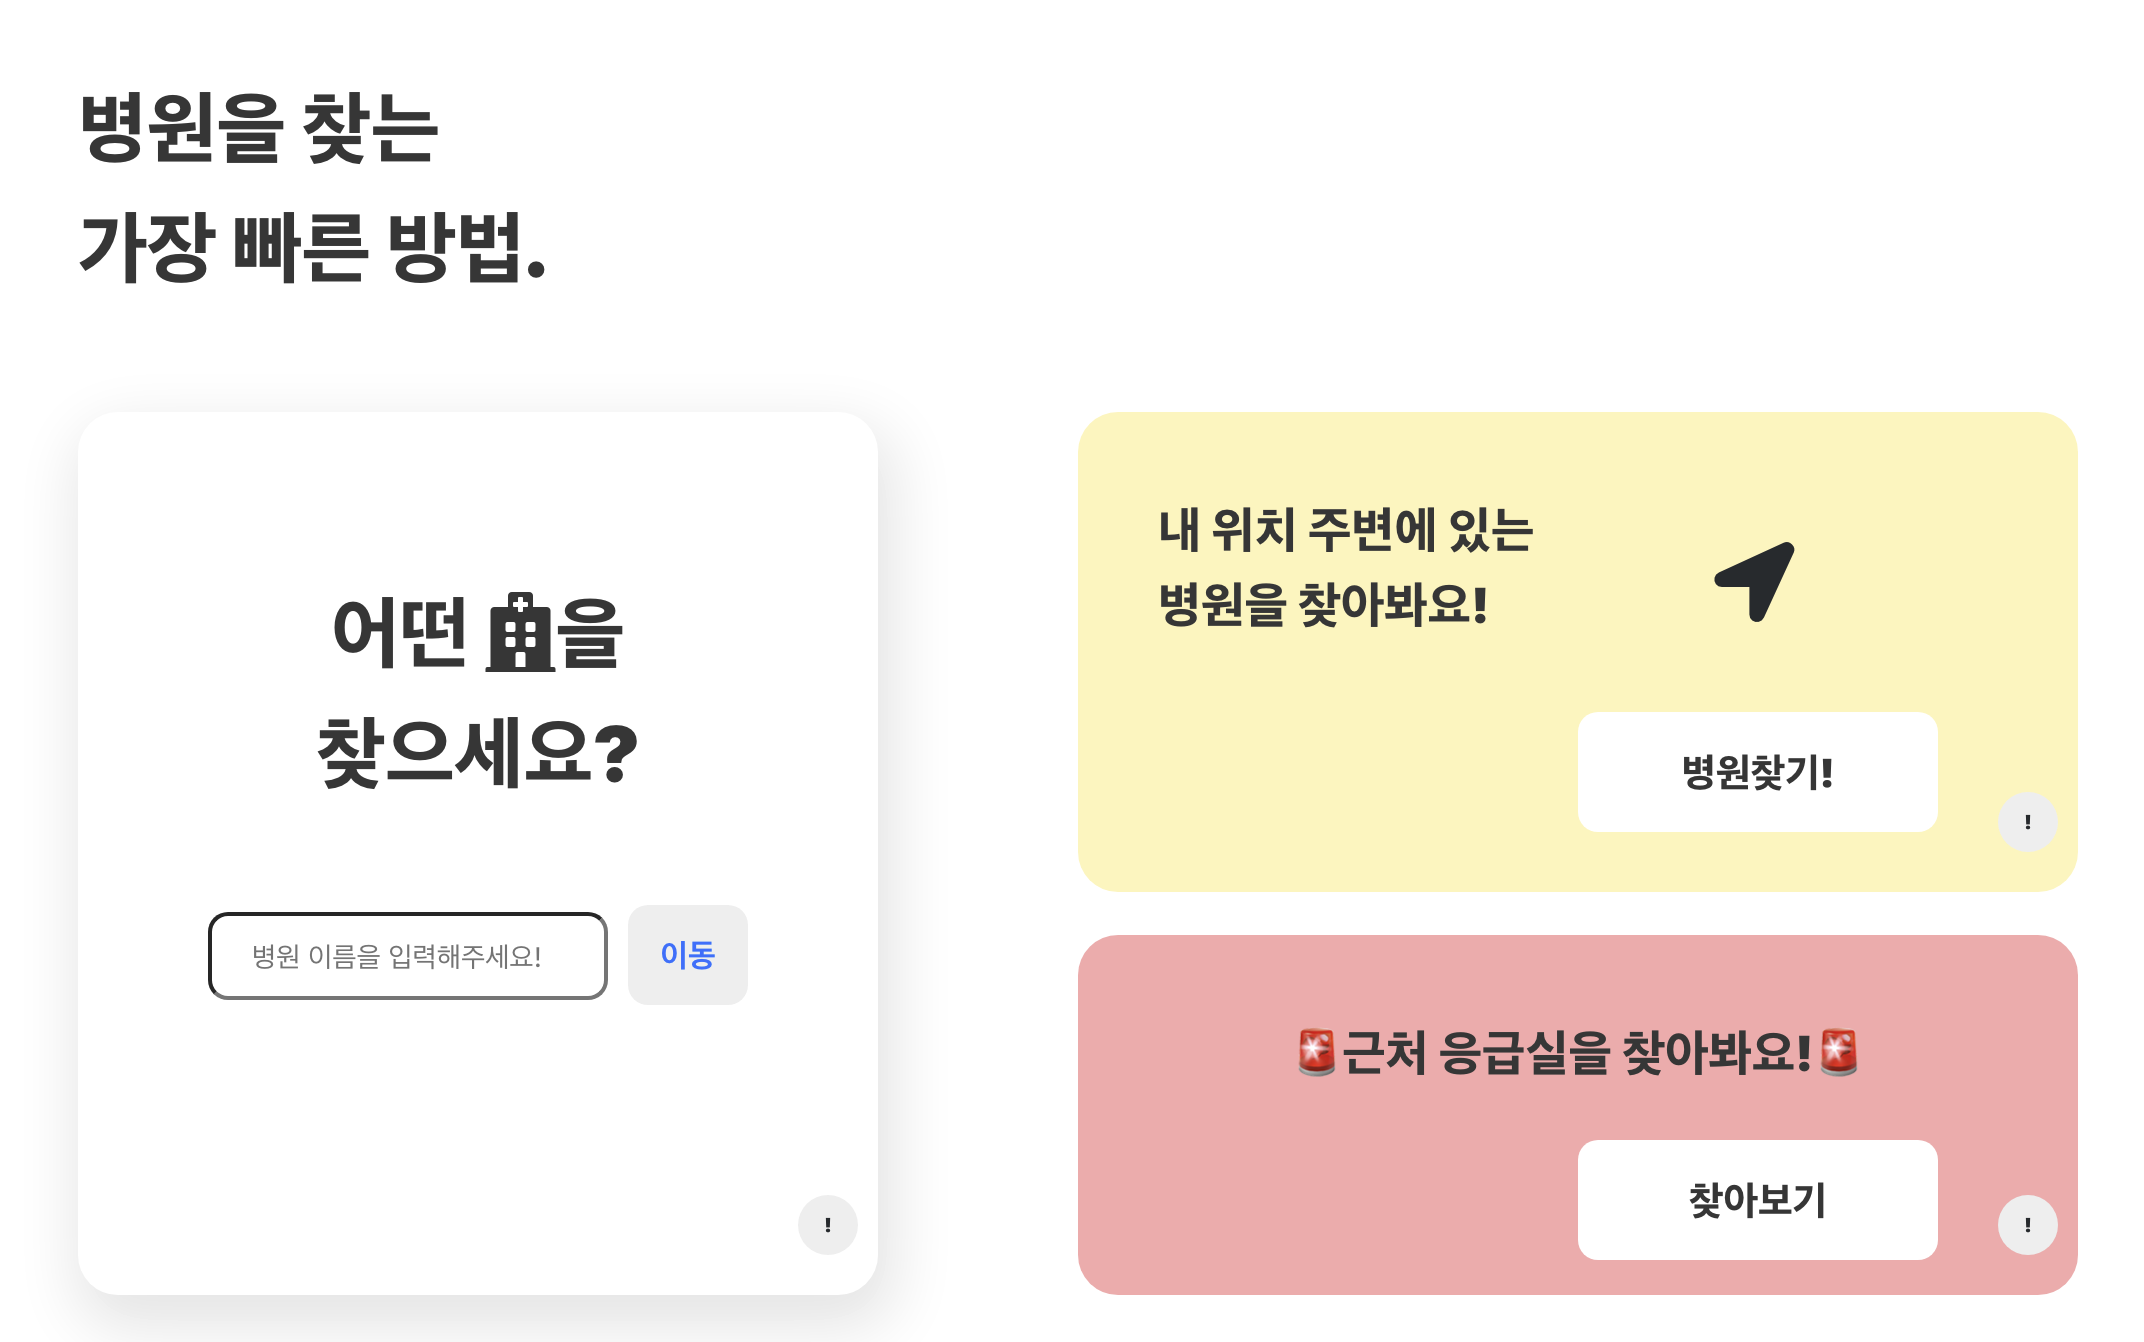 병원을 찾는
가장 빠른 방법.
어떤 🏥을
찾으세요?
병원 이름을 입력해주세요!
이동
!
내 위치 주변에 있는
병원을 찾아봐요!
병원찾기!
!
🚨근처 응급실을 찾아봐요!🚨
찾아보기
!